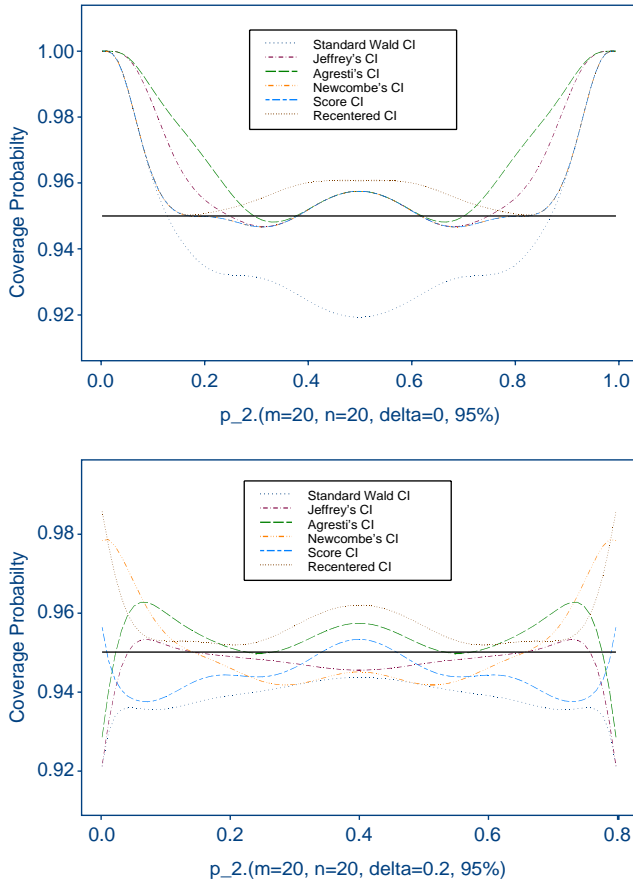 Standard Wald CI
Jeffrey's CI
Agresti's CI
Newcombe's CI
Score CI
Recentered CI
1.00
0.98
0.96
0.94
0.92
Coverage Probabilty
0.0 0.2 0.4 0.6 0.8 1.0
p_2.(m=20, n=20, delta=0, 95%)
Standard Wald CI
Jeffrey's CI
Agresti's CI
Newcombe's CI
Score CI
Recentered CI
0.98
0.96
0.94
0.92
Coverage Probabilty
0.0 0.2 0.4 0.6 0.8
p_2.(m=20, n=20, delta=0.2, 95%)